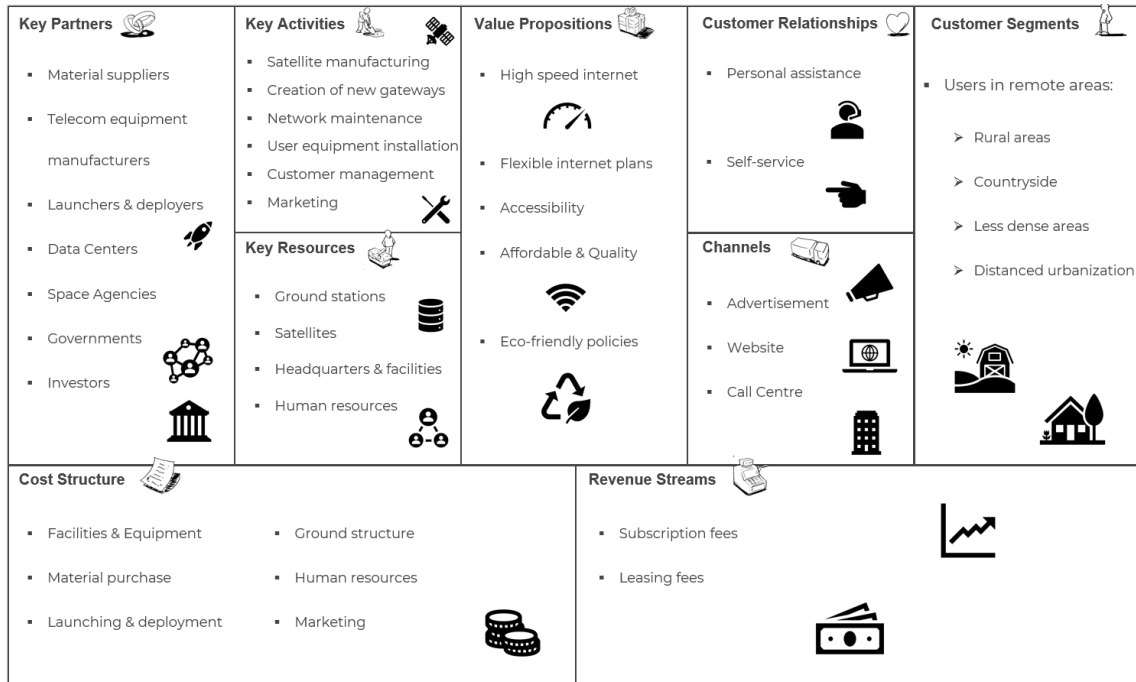 Key Partners
Material suppliers
Telecom equipment
manufacturers
Launchers & deployers
Data Centers
Space Agencies
Governments
Investors
Key Activities
Satellite manufacturing
Creation of new gateways
Network maintenance
User equipment installation
Customer management
Marketing
Key Resources
Ground stations
Satellites
Headquarters & facilities
Human resources
Value Propositions
High speed internet
Flexible internet plans
Accessibility
Affordable & Quality
Eco-friendly policies
Customer Relationships
Personal assistance
Self-service
Channels
Advertisement
Website
Call Centre
Customer Segments
Users in remote areas:
Rural areas
Countryside
Less dense areas
Distanced urbanization
Cost Structure
Facilities & Equipment
Material purchase
Launching & deployment
Ground structure
Human resources
Marketing
Revenue Streams
Subscription fees
Leasing fees